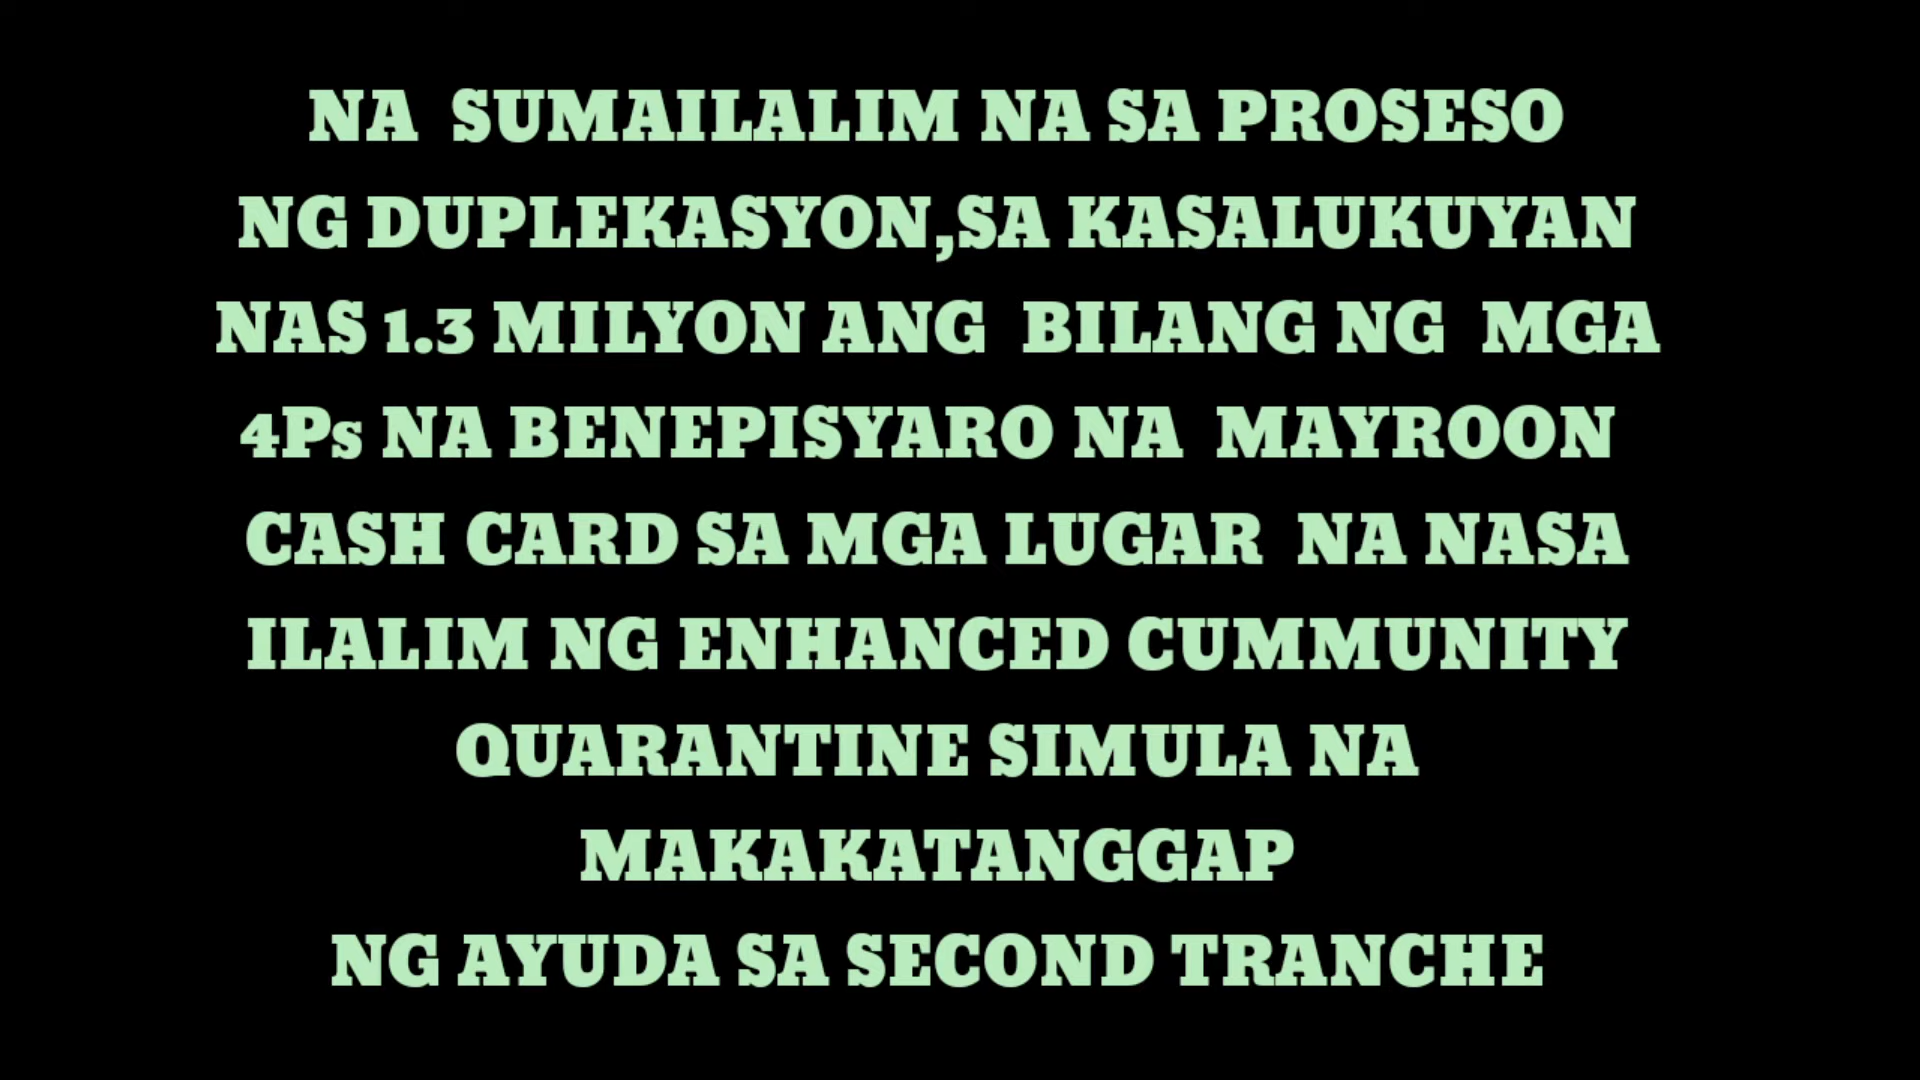 NA SUMAILALIM NA SA PROSESO
NG DUPLEKASYON,SA KASALUKUYAN
NAS 1.3 MILYON ANG BILANG NG MGA
4Ps NA BENEPISYARO NA MAYROON
CASH CARD SA MGA LUGAR NA NASA
ILALIM NG ENHANCED CUMMUNITY
QUARANTINE SIMULA NA
MAKAKATANGGAP
NG AYUDA SA SECOND TRANCHE